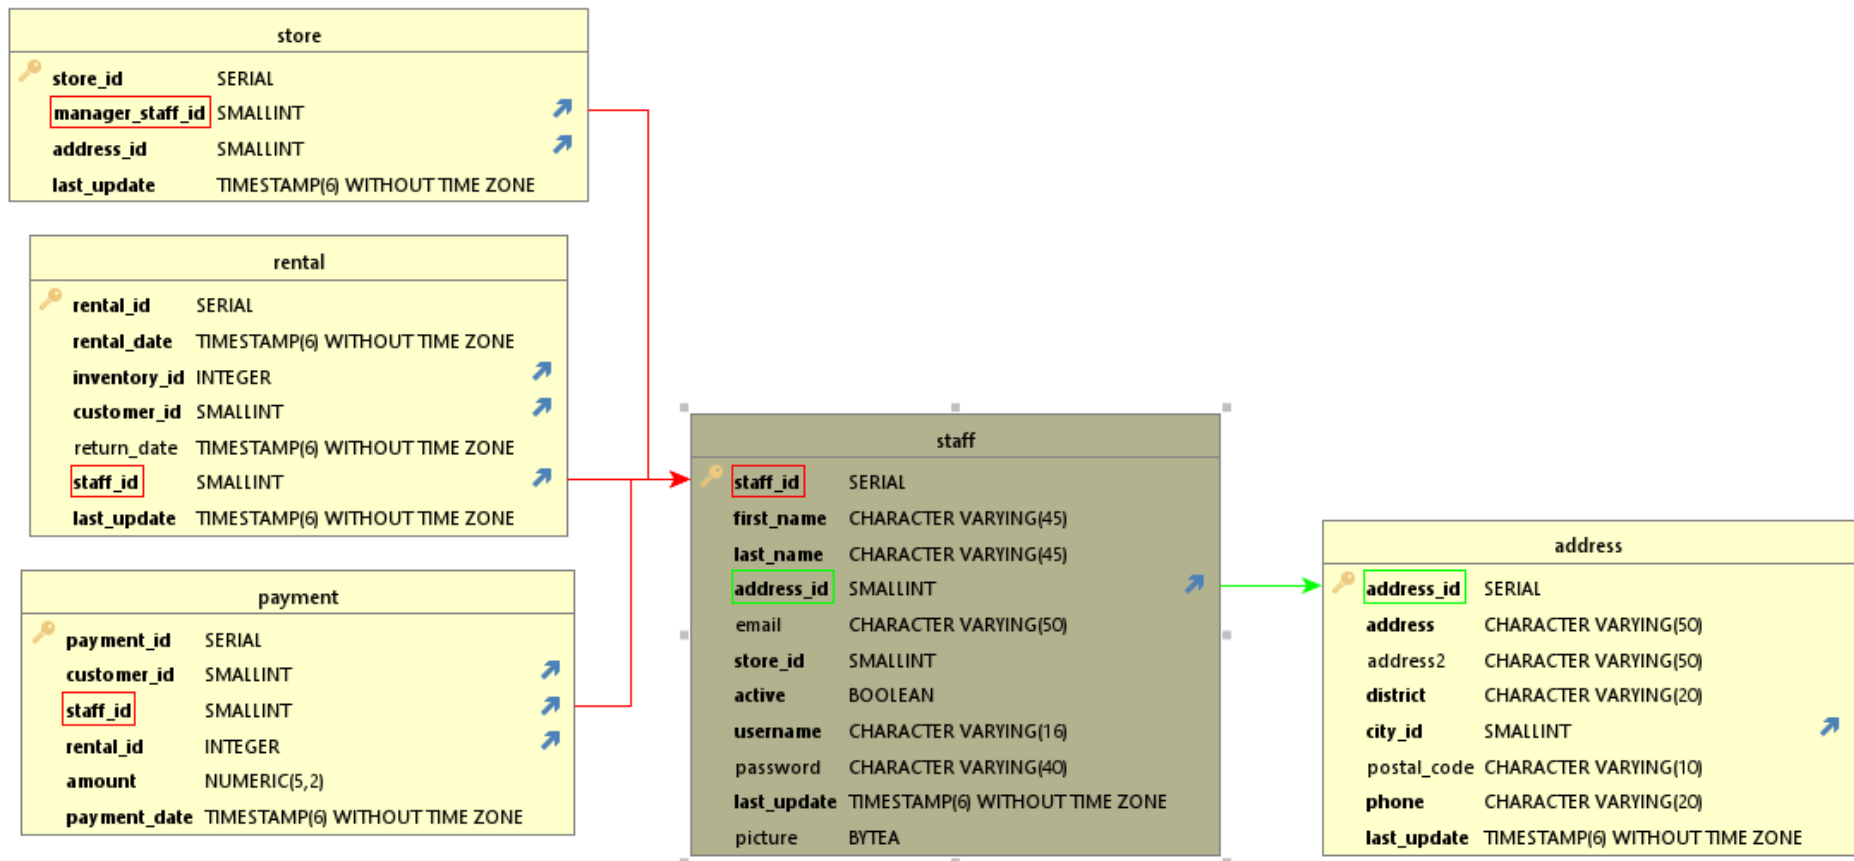 store
store_id SERIAL
manager_staff_id SMALLINT
address_id SMALLINT
last_update TIMESTAMP(6) WITHOUT TIME ZONE
rental
rental_id SERIAL
rental_date TIMESTAMP(6) WITHOUT TIME ZONE
inventory_id INTEGER
customer_id SMALLINT
return_date TIMESTAMP(6) WITHOUT TIME ZONE
staff_id SMALLINT
last_update TIMESTAMP(6) WITHOUT TIME ZONE
payment
payment_id SERIAL
customer_id SMALLINT
staff_id SMALLINT
rental_id INTEGER
amount NUMERIC(5,2)
payment_date TIMESTAMP(6) WITHOUT TIME ZONE
staff
staff_id SERIAL
first_name CHARACTER VARYING(45)
last_name CHARACTER VARYING(45)
address_id SMALLINT
email CHARACTER VARYING(50)
store_id SMALLINT
active BOOLEAN
username CHARACTER VARYING(16)
password CHARACTER VARYING(40)
last_update TIMESTAMP(6) WITHOUT TIME ZONE
picture BYTEA
address
address_id SERIAL
address CHARACTER VARYING(50)
address2 CHARACTER VARYING(50)
district CHARACTER VARYING(20)
city_id SMALLINT
postal_code CHARACTER VARYING(10)
phone CHARACTER VARYING(20)
last_update TIMESTAMP(6) WITHOUT TIME ZONE